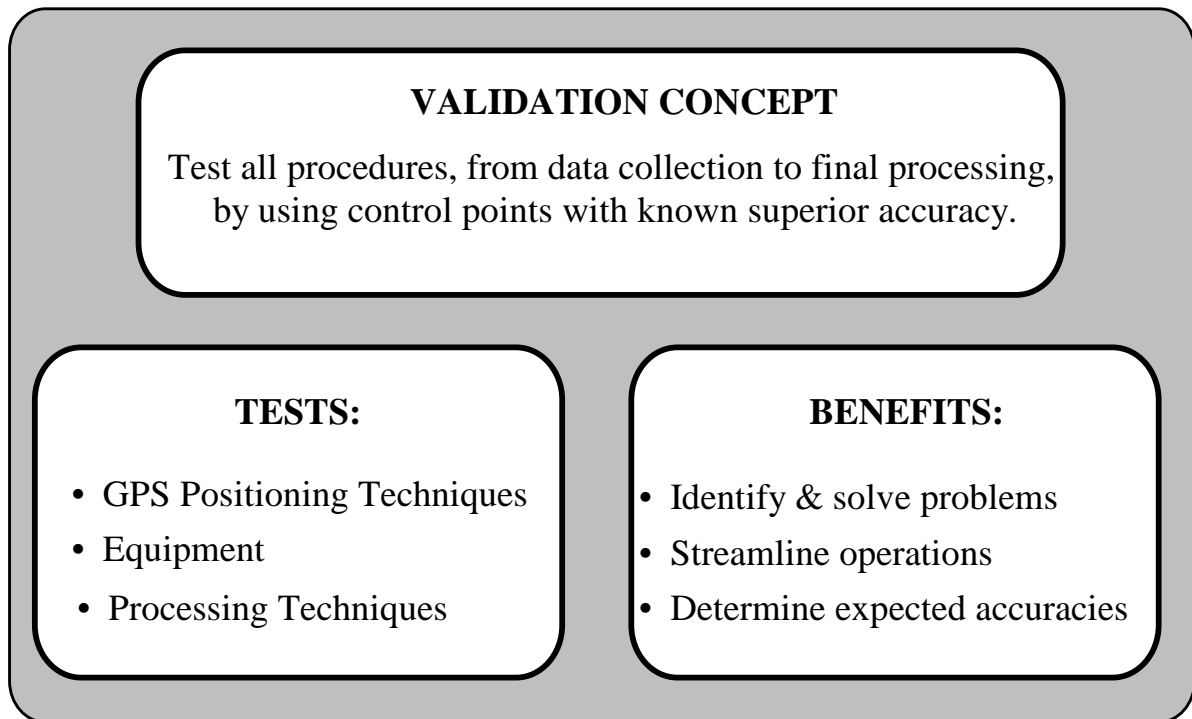 VALIDATION CONCEPT
Test all procedures, from data collection to final processing,
by using control points with known superior accuracy.
TESTS:
• GPS Positioning Techniques
• Equipment
• Processing Techniques
BENEFITS:
• Identify & solve problems
• Streamline operations
• Determine expected accuracies